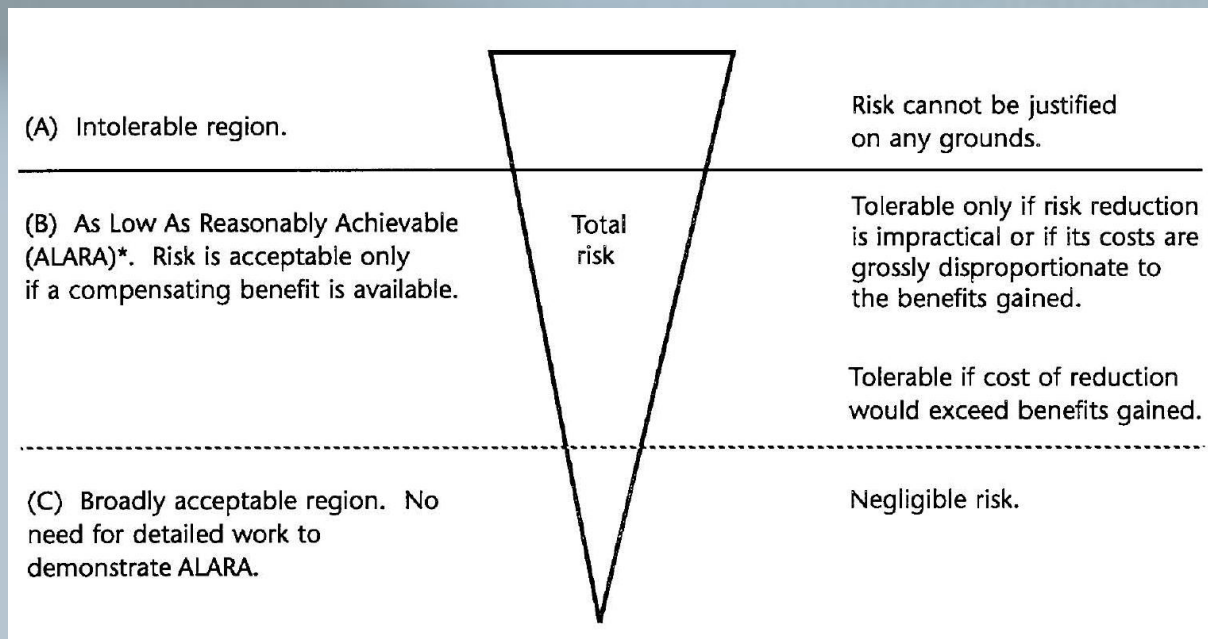 (A) Intolerable region.
Risk cannot be justified
on any grounds.
(B) As Low As Reasonably Achievable
(ALARA)*. Risk is acceptable only
if a compensating benefit is available.
Total
risk
Tolerable only if risk reduction
is impractical or if its costs are
grossly disproportionate to
the benefits gained.
Tolerable if cost of reduction
would exceed benefits gained.
(C) Broadly acceptable region. No
need for detailed work to
demonstrate ALARA.
Negligible risk.